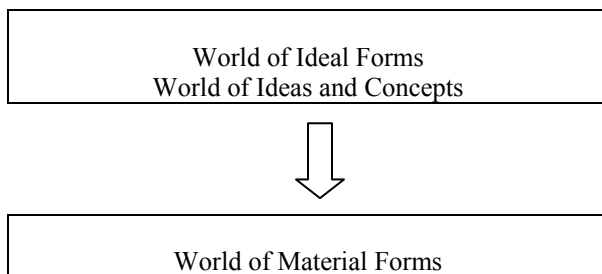 World of Ideal Forms
World of Ideas and Concepts
World of Material Forms